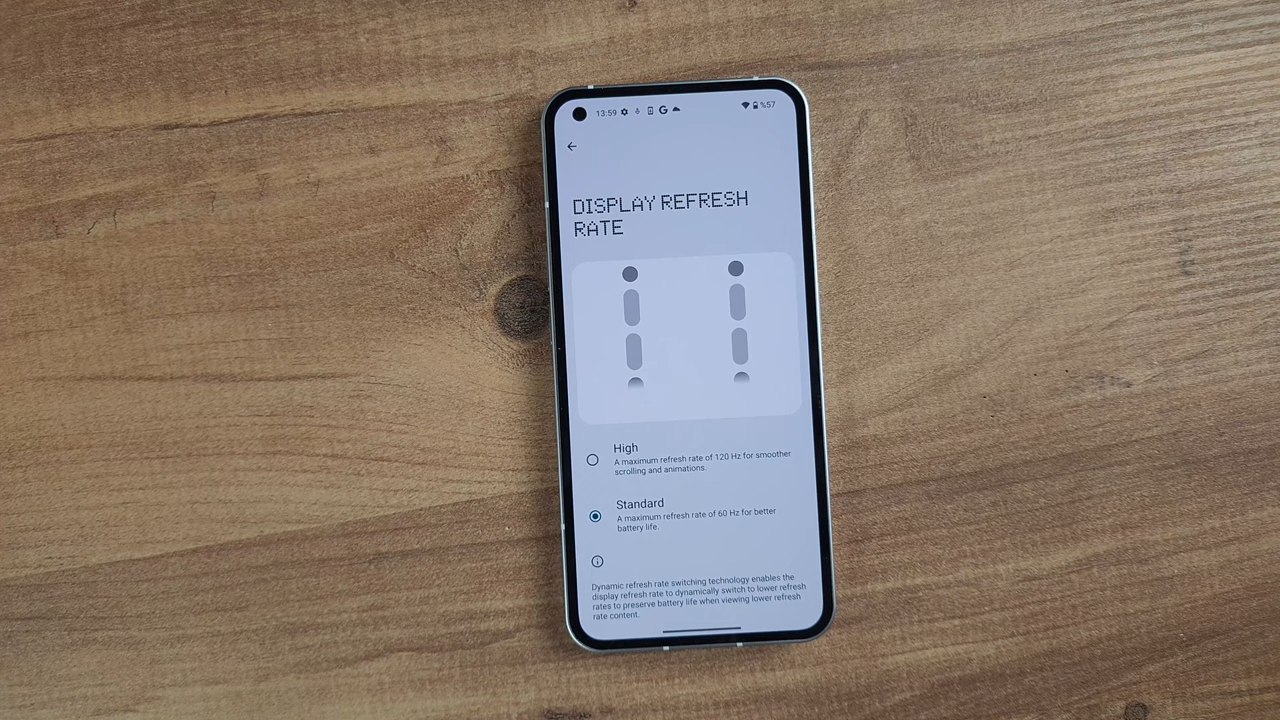 13:59 G %57
DISPLAY REFRESH
RATE
High
A maximum refresh rate of 120 Hz for smoother
scrolling and animations.
Standard
A maximum refresh rate of 60 Hz for better
battery life.
Dynamic refresh rate switching technology enables the
display refresh rate to dynamically switch to lower refresh
rates to preserve battery life when viewing lower refresh
rate content.